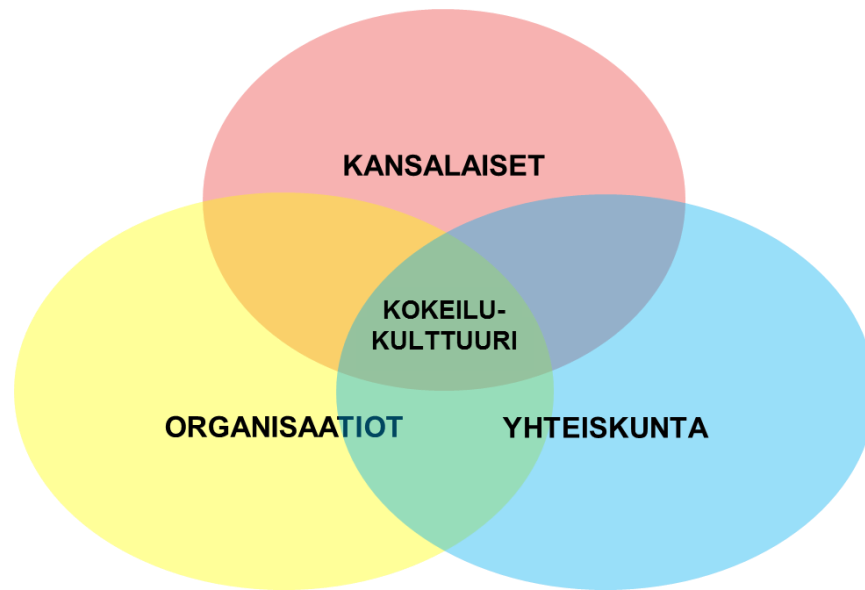 KANSALAISET
KOKEILU-
KULTTUURI
ORGANISAATIOT
YHTEISKUNTA